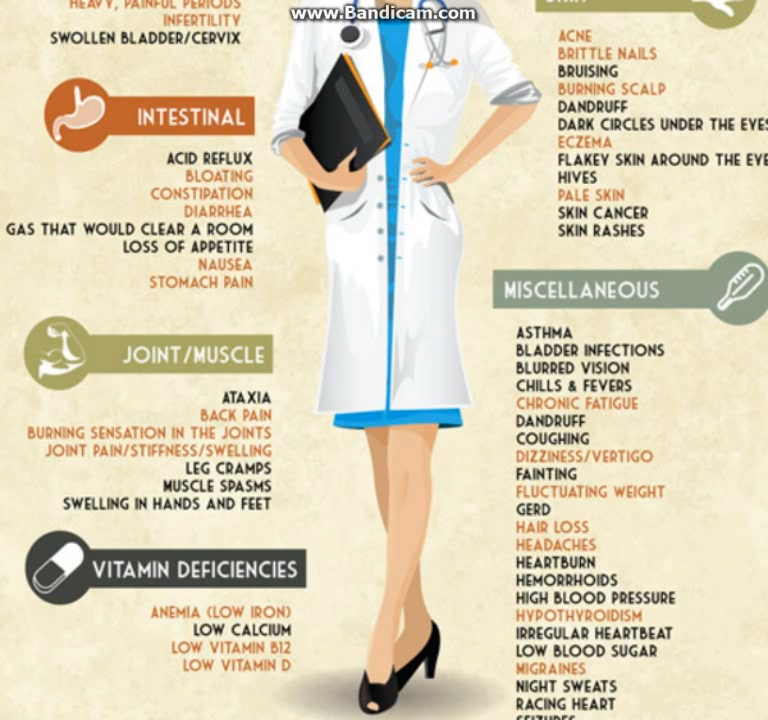 www.Bandicam.com
HEAVY, PAINFUL PERIODS
INFERTILITY
SWOLLEN BLADDER/CERVIX
INTESTINAL
ACID REFLUX
BLOATING
CONSTIPATION
DIARRHEA
GAS THAT WOULD CLEAR A ROOM
LOSS OF APPETITE
NAUSEA
STOMACH PAIN
JOINT/MUSCLE
ATAXIA
BACK PAIN
BURNING SENSATION IN THE JOINTS
JOINT PAIN/STIFFNESS/SWELLING
LEG CRAMPS
MUSCLE SPASMS
SWELLING IN HANDS AND FEET
VITAMIN DEFICIENCIES
ANEMIA (LOW IRON)
LOW CALCIUM
LOW VITAMIN B12
LOW VITAMIN D
ACNE
BRITTLE NAILS
BRUISING
BURNING SCALP
DANDRUFF
DARK CIRCLES UNDER THE EYES
ECZEMA
FLAKEY SKIN AROUND THE EYE
HIVES
PALE SKIN
SKIN CANCER
SKIN RASHES
MISCELLANEOUS
ASTHMA
BLADDER INFECTIONS
BLURRED VISION
CHILLS & FEVERS
CHRONIC FATIGUE
DANDRUFF
COUGHING
DIZZINESS/VERTIGO
FAINTING
FLUCTUATING WEIGHT
GERD
HAIR LOSS
HEADACHES
HEARTBURN
HEMORRHOIDS
HIGH BLOOD PRESSURE
HYPOTHYROIDISM
IRREGULAR HEARTBEAT
LOW BLOOD SUGAR
MIGRAINES
NIGHT SWEATS
RACING HEART
SEIZURES